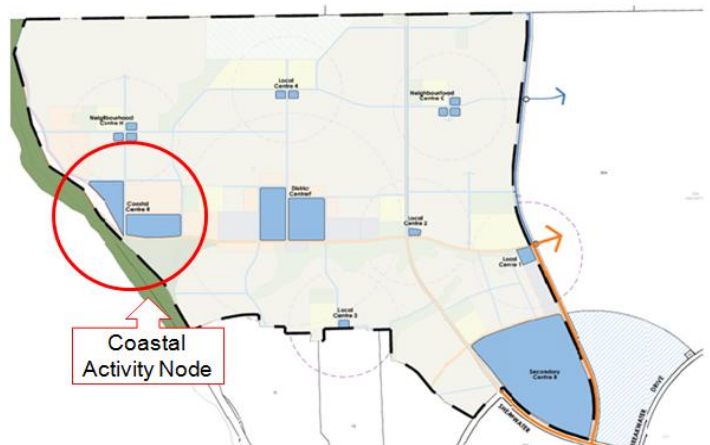 Local
Centre 4
Neighbourhood
Centre C
Neighbourhood
Centre H
Coastal
Centre
District
Centre
Local
Centre 2
Local
Centre 1
Local
Centre 3
Secondary
Centre
SHEARWATER
DRIVE
Coastal
Activity Node